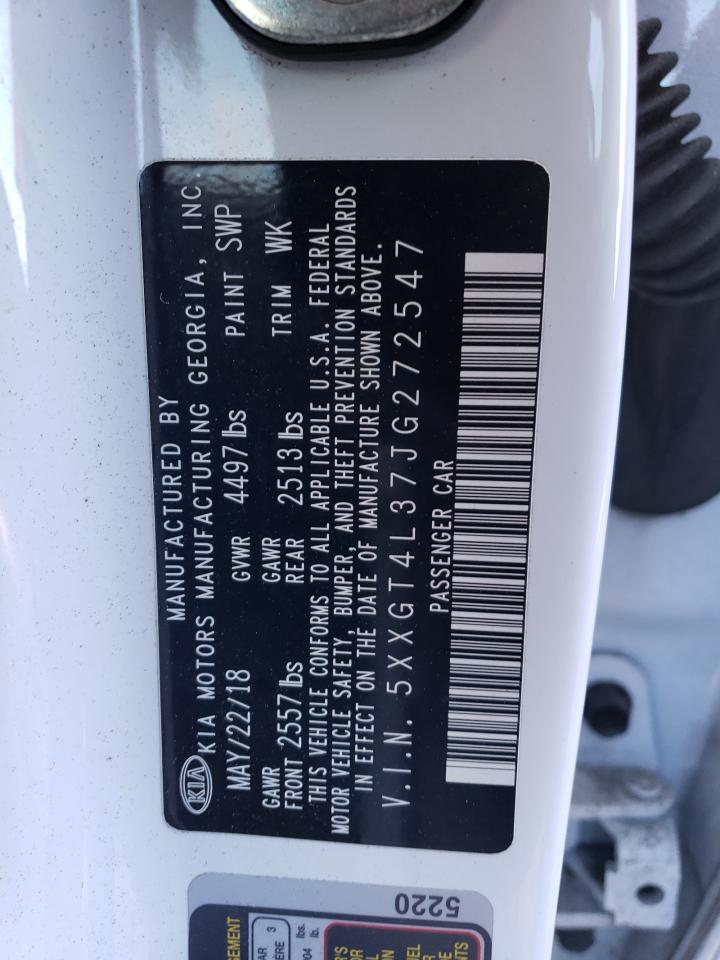 MANUFACTURED BY
KIA KIA MOTORS MANUFACTURING GEORGIA, INC
MAY/22/18 GVWR 4497 lbs PAINT SWP
GAWR GAWR
FRONT 2557 lbs REAR 2513 lbs TRIM WK
THIS VEHICLE CONFORMS TO ALL APPLICABLE U.S.A. FEDERAL
MOTOR VEHICLE SAFETY, BUMPER, AND THEFT PREVENTION STANDARDS
IN EFFECT ON THE DATE OF MANUFACTURE SHOWN ABOVE.
V.I.N. 5XXGT4L37JG272547
PASSENGER CAR
5220